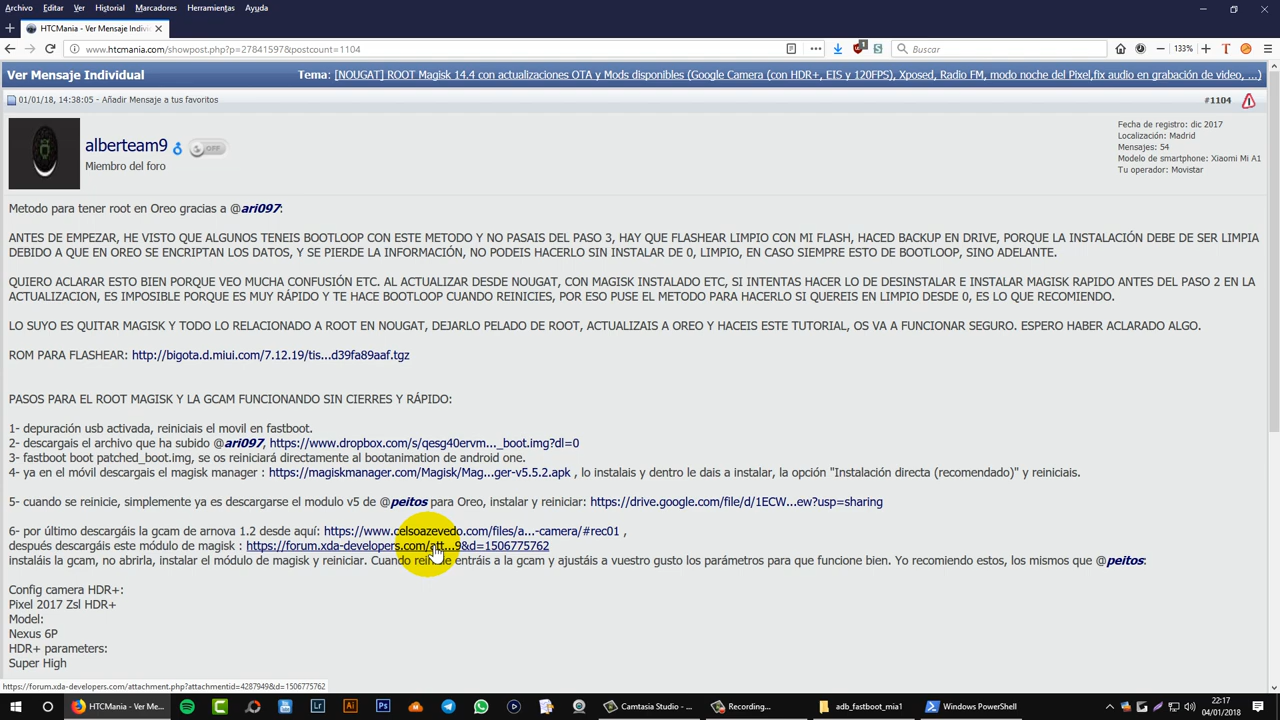 Archivo Editar Ver Historial Marcadores Herramientas Ayuda
HTCMania - Ver Mensaje Indivi
www.htcmania.com/showpost.php?p=27841597&postcount=1104
Buscar
133%
Ver Mensaje Individual
Tema: [NOUGAT] ROOT Magisk 14.4 con actualizaciones OTA y Mods disponibles (Google Camera (con HDR+, EIS y 120FPS), Xposed, Radio FM, modo noche del Pixel,fix audio en grabación de video, ...)
01/01/18, 14:38:05 - Añadir Mensaje a tus favoritos
#1104
alberteam9
OFF
Miembro del foro
Fecha de registro: dic 2017
Localización: Madrid
Mensajes: 54
Modelo de smartphone: Xiaomi Mi A1
Tu operador: Movistar
Metodo para tener root en Oreo gracias a @ari097:
ANTES DE EMPEZAR, HE VISTO QUE ALGUNOS TENEIS BOOTLOOP CON ESTE METODO Y NO PASAIS DEL PASO 3, HAY QUE FLASHEAR LIMPIO CON MI FLASH, HACED BACKUP EN DRIVE, PORQUE LA INSTALACIÓN DEBE DE SER LIMPIA
DEBIDO A QUE EN OREO SE ENCRIPTAN LOS DATOS, Y SE PIERDE LA INFORMACIÓN, NO PODEIS HACERLO SIN INSTALAR DE 0, LIMPIO, EN CASO SIEMPRE ESTO DE BOOTLOOP, SINO ADELANTE.
QUIERO ACLARAR ESTO BIEN PORQUE VEO MUCHA CONFUSIÓN ETC. AL ACTUALIZAR DESDE NOUGAT, CON MAGISK INSTALADO ETC, SI INTENTAS HACER LO DE DESINSTALAR E INSTALAR MAGISK RAPIDO ANTES DEL PASO 2 EN LA
ACTUALIZACION, ES IMPOSIBLE PORQUE ES MUY RÁPIDO Y TE HACE BOOTLOOP CUANDO REINICIES, POR ESO PUSE EL METODO PARA HACERLO SI QUEREIS EN LIMPIO DESDE 0, ES LO QUE RECOMIENDO.
LO SUYO ES QUITAR MAGISK Y TODO LO RELACIONADO A ROOT EN NOUGAT, DEJARLO PELADO DE ROOT, ACTUALIZAIS A OREO Y HACEIS ESTE TUTORIAL, OS VA A FUNCIONAR SEGURO. ESPERO HABER ACLARADO ALGO.
ROM PARA FLASHEAR: http://bigota.d.miui.com/7.12.19/tis...d39fa89aaf.tgz
PASOS PARA EL ROOT MAGISK Y LA GCAM FUNCIONANDO SIN CIERRES Y RÁPIDO:
1- depuración usb activada, reiniciais el movil en fastboot.
2- descargais el archivo que ha subido @ari097, https://www.dropbox.com/s/qesg40ervm..._boot.img?dl=0
3- fastboot boot patched_boot.img, se os reiniciará directamente al bootanimation de android one.
4- ya en el móvil descargais el magisk manager : https://magiskmanager.com/Magisk/Mag...ger-v5.5.2.apk , lo instalais y dentro le dais a instalar, la opción "Instalación directa (recomendado)" y reiniciais.
5- cuando se reinicie, simplemente ya es descargarse el modulo v5 de @peitos para Oreo, instalar y reiniciar: https://drive.google.com/file/d/1ECW...ew?usp=sharing
6- por último descargáis la gcam de arnova 1.2 desde aquí: https://www.celsoazevedo.com/files/a...-camera/#rec01 ,
después descargáis este módulo de magisk : https://forum.xda-developers.com/att...9&d=1506775762
instaláis la gcam, no abrirla, instalar el módulo de magisk y reiniciar. Cuando reinicie entráis a la gcam y ajustáis a vuestro gusto los parámetros para que funcione bien. Yo recomiendo estos, los mismos que @peitos:
Config camera HDR+:
Pixel 2017 Zsl HDR+
Model:
Nexus 6P
HDR+ parameters:
Super High
https://forum.xda-developers.com/attachment.php?attachmentid=4287949&d=1506775762
HTCMania - Ver Me...
Camtasia Studio - ...
Recording...
adb_fastboot_mia1
Windows PowerShell
22:17
04/01/2018